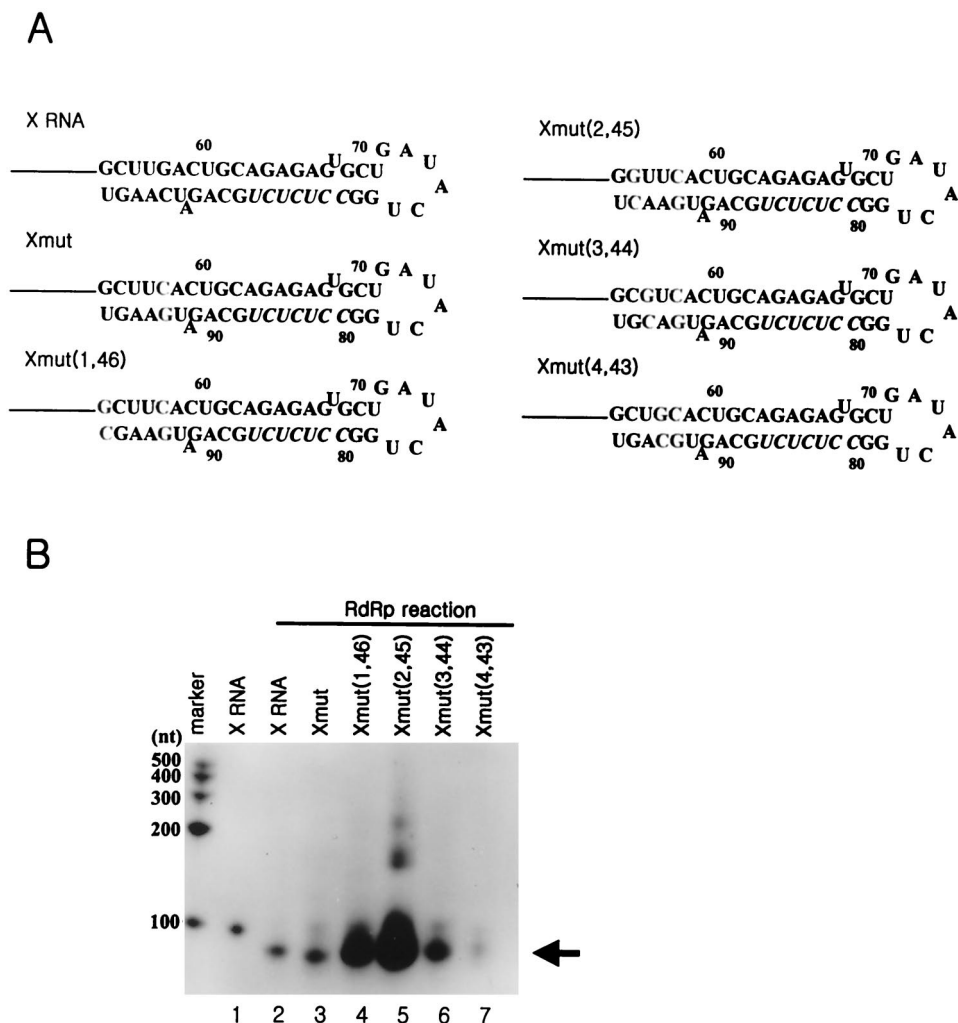 A
X RNA
60
70 G A U
GCUUGACUGCAGAGAGUGCU A
UGAACUGACGUCUCUC CGG U C
A
Xmut
60
70 G A U
GCUUCACUGCAGAGAGUGCU A
UGAAGUGACGUCUCUC CGG U C
A 90 80
Xmut(1,46)
60
70 G A U
GCUUCACUGCAGAGAGUGCU A
CGAAGUGACGUCUCUC CGG U C
A 90 80
Xmut(2,45)
60
70 G A U
GGUUCACUGCAGAGAGUGCU A
UCAAGUGACGUCUCUC CGG U C
A 90 80
Xmut(3,44)
60
70 G A U
GCGUCACUGCAGAGAGUGCU A
UGCAGUGACGUCUCUC CGG U C
A 90 80
Xmut(4,43)
60
70 G A U
GCUGCACUGCAGAGAGUGCU A
UGACGUGACGUCUCUC CGG U C
A 90 80
B
RdRp reaction
marker
X RNA
X RNA
Xmut
Xmut(1,46)
Xmut(2,45)
Xmut(3,44)
Xmut(4,43)
(nt)
500
400
300
200
100
1 2 3 4 5 6 7